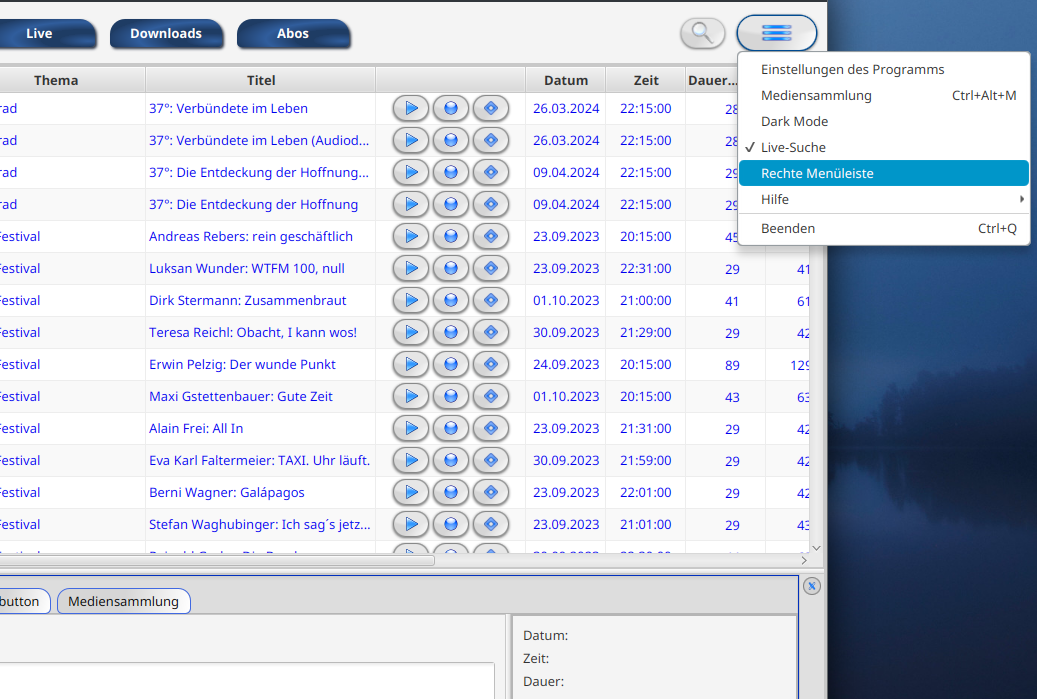 Live Downloads Abos
Thema Titel Datum Zeit Dauer...
rad 37°: Verbündete im Leben 26.03.2024 22:15:00 28
rad 37°: Verbündete im Leben (Audiod... 26.03.2024 22:15:00 28
rad 37°: Die Entdeckung der Hoffnung... 09.04.2024 22:15:00 29
rad 37°: Die Entdeckung der Hoffnung 09.04.2024 22:15:00 29
Festival Andreas Rebers: rein geschäftlich 23.09.2023 20:15:00 45
Festival Luksan Wunder: WTFM 100, null 23.09.2023 22:31:00 29 41
Festival Dirk Stermann: Zusammenbraut 01.10.2023 21:00:00 41 61
Festival Teresa Reichl: Obacht, I kann wos! 30.09.2023 21:29:00 29 42
Festival Erwin Pelzig: Der wunde Punkt 24.09.2023 20:15:00 89 129
Festival Maxi Gstettenbauer: Gute Zeit 01.10.2023 20:15:00 43 63
Festival Alain Frei: All In 23.09.2023 21:31:00 29 42
Festival Eva Karl Faltermeier: TAXI. Uhr läuft. 30.09.2023 21:59:00 29 42
Festival Berni Wagner: Galápagos 23.09.2023 22:01:00 29 42
Festival Stefan Waghubinger: Ich sag´s jetz... 23.09.2023 21:01:00 29 43
Einstellungen des Programms
Mediensammlung Ctrl+Alt+M
Dark Mode
✓ Live-Suche
Rechte Menüleiste
Hilfe
Beenden Ctrl+Q
button Mediensammlung
Datum:
Zeit:
Dauer: